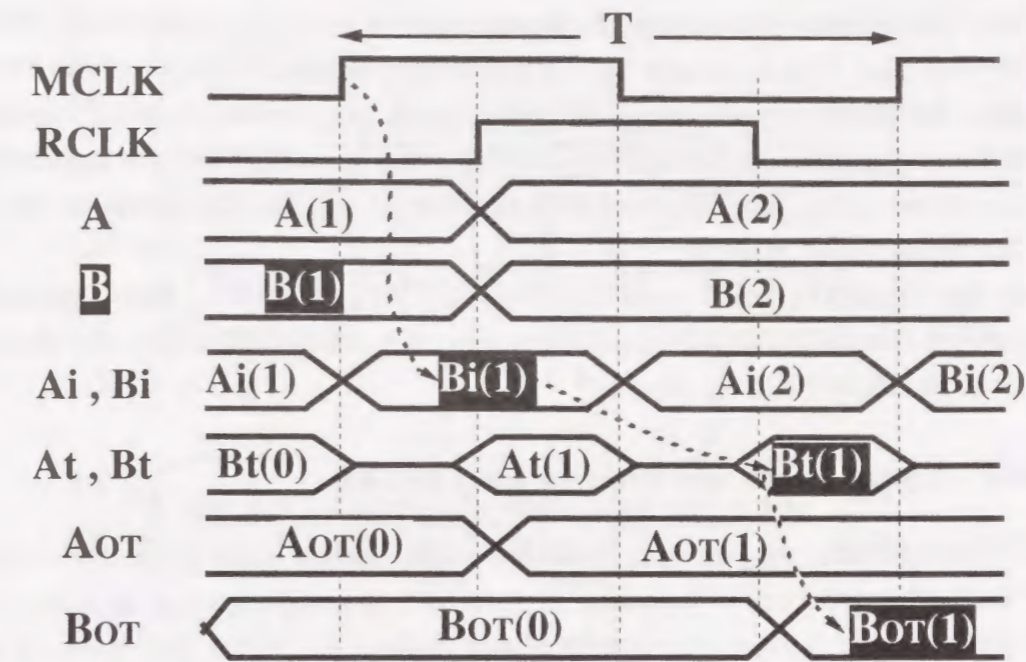 T
MCLK
RCLK
A A(1) A(2)
B B(1) B(2)
Ai , Bi Ai(1) Bi(1) Ai(2) Bi(2)
At , Bt Bt(0) At(1) Bt(1)
AOT AOT(0) AOT(1)
BOT BOT(0) BOT(1)